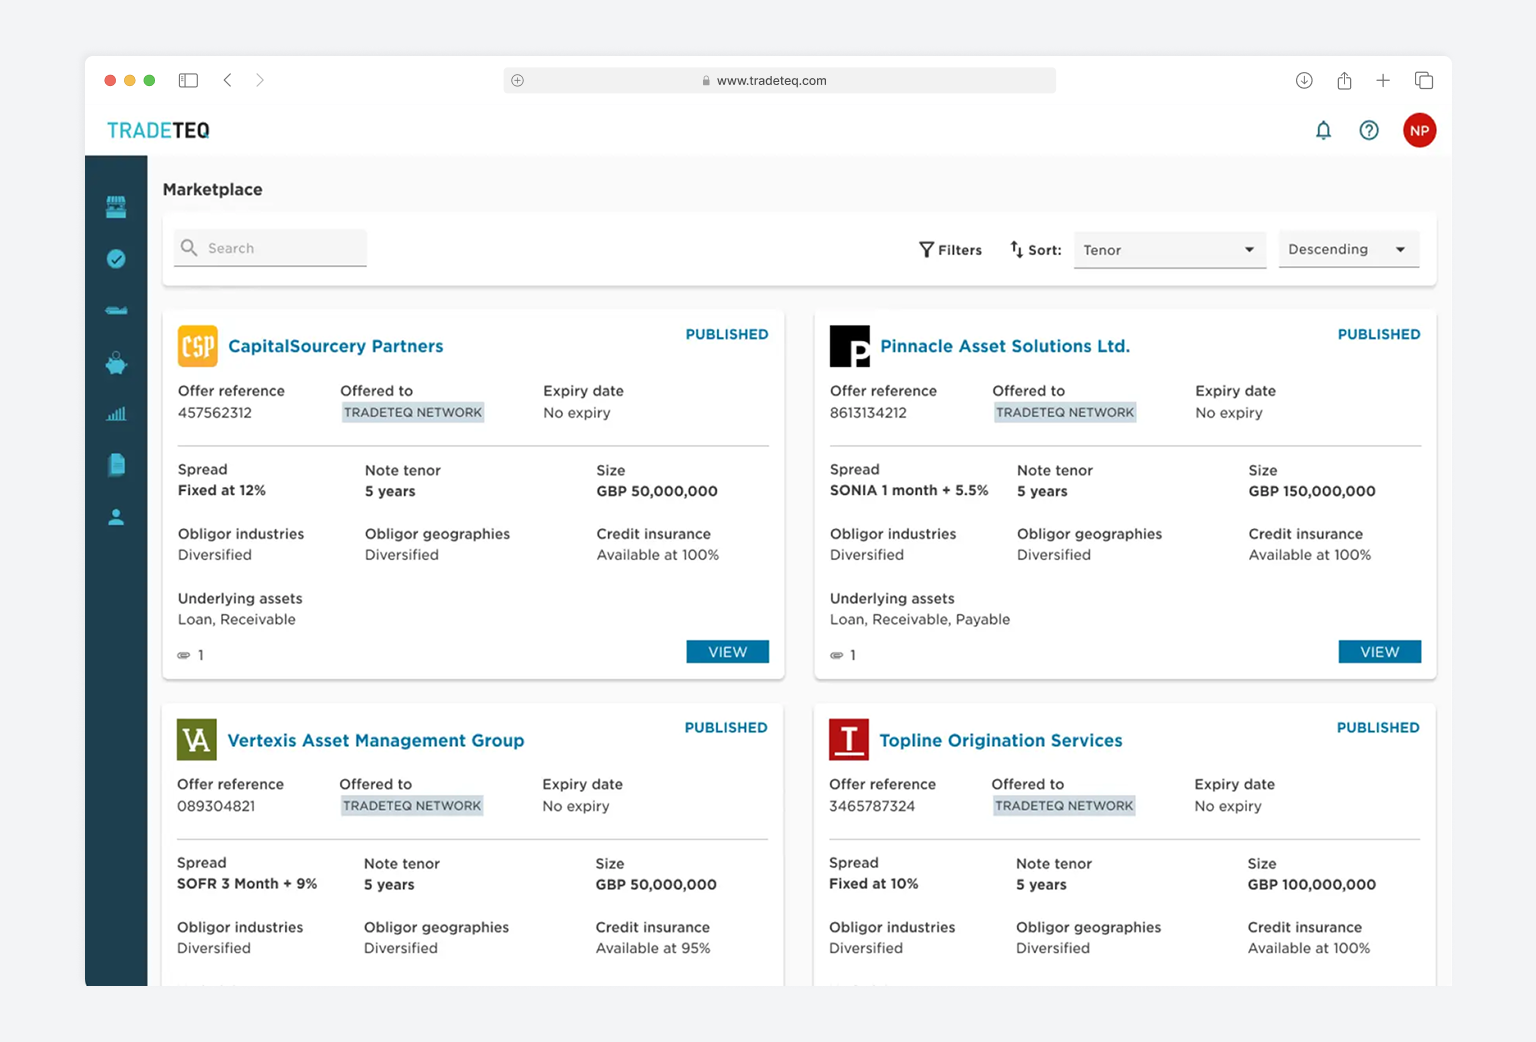 www.tradeteq.com
TRADETEQ
NP
Marketplace
Search
Filters
Sort:
Tenor
Descending
CSP
CapitalSourcery Partners
PUBLISHED
Offer reference
Offered to
Expiry date
457562312
TRADETEQ NETWORK
No expiry
Spread
Note tenor
Size
Fixed at 12%
5 years
GBP 50,000,000
Obligor industries
Obligor geographies
Credit insurance
Diversified
Diversified
Available at 100%
Underlying assets
Loan, Receivable
1
VIEW
P
Pinnacle Asset Solutions Ltd.
PUBLISHED
Offer reference
Offered to
Expiry date
8613134212
TRADETEQ NETWORK
No expiry
Spread
Note tenor
Size
SONIA 1 month + 5.5%
5 years
GBP 150,000,000
Obligor industries
Obligor geographies
Credit insurance
Diversified
Diversified
Available at 100%
Underlying assets
Loan, Receivable, Payable
1
VIEW
VA
Vertexis Asset Management Group
PUBLISHED
Offer reference
Offered to
Expiry date
089304821
TRADETEQ NETWORK
No expiry
Spread
Note tenor
Size
SOFR 3 Month + 9%
5 years
GBP 50,000,000
Obligor industries
Obligor geographies
Credit insurance
Diversified
Diversified
Available at 95%
T
Topline Origination Services
PUBLISHED
Offer reference
Offered to
Expiry date
3465787324
TRADETEQ NETWORK
No expiry
Spread
Note tenor
Size
Fixed at 10%
5 years
GBP 100,000,000
Obligor industries
Obligor geographies
Credit insurance
Diversified
Diversified
Available at 100%